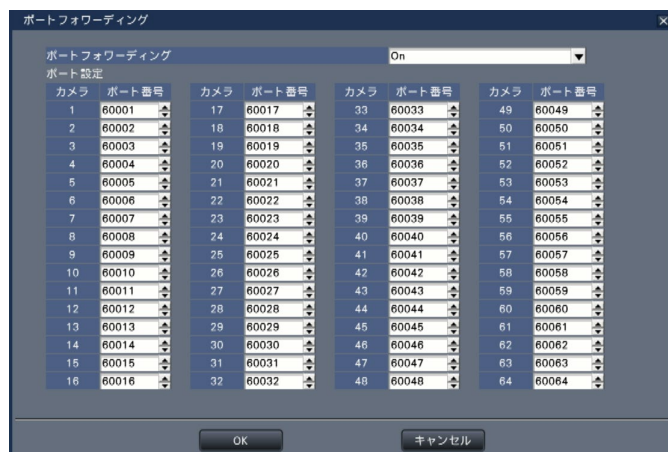 ポートフォワーディング
ポートフォワーディング On
ポート設定
カメラ ポート番号 カメラ ポート番号 カメラ ポート番号 カメラ ポート番号
1 60001 17 60017 33 60033 49 60049
2 60002 18 60018 34 60034 50 60050
3 60003 19 60019 35 60035 51 60051
4 60004 20 60020 36 60036 52 60052
5 60005 21 60021 37 60037 53 60053
6 60006 22 60022 38 60038 54 60054
7 60007 23 60023 39 60039 55 60055
8 60008 24 60024 40 60040 56 60056
9 60009 25 60025 41 60041 57 60057
10 60010 26 60026 42 60042 58 60058
11 60011 27 60027 43 60043 59 60059
12 60012 28 60028 44 60044 60 60060
13 60013 29 60029 45 60045 61 60061
14 60014 30 60030 46 60046 62 60062
15 60015 31 60031 47 60047 63 60063
16 60016 32 60032 48 60048 64 60064
OK キャンセル